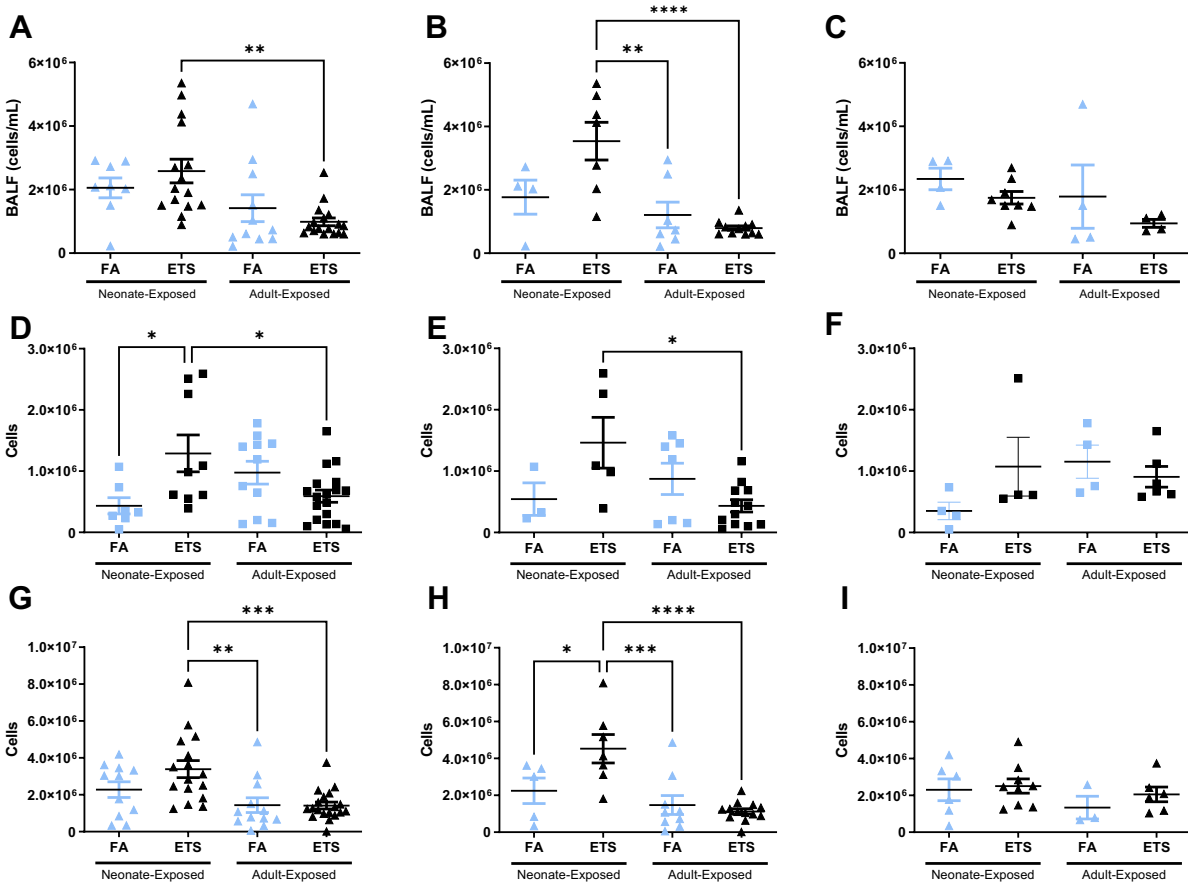 A
**
6×10⁶
4×10⁶
2×10⁶
0
BALF (cells/mL)
FA ETS FA ETS
Neonate-Exposed Adult-Exposed
B
****
**
6×10⁶
4×10⁶
2×10⁶
0
BALF (cells/mL)
FA ETS FA ETS
Neonate-Exposed Adult-Exposed
C
6×10⁶
4×10⁶
2×10⁶
0
BALF (cells/mL)
FA ETS FA ETS
Neonate-Exposed Adult-Exposed
D
* *
3.0×10⁶
2.0×10⁶
1.0×10⁶
0
Cells
FA ETS FA ETS
Neonate-Exposed Adult-Exposed
E
*
3.0×10⁶
2.0×10⁶
1.0×10⁶
0
Cells
FA ETS FA ETS
Neonate-Exposed Adult-Exposed
F
3.0×10⁶
2.0×10⁶
1.0×10⁶
0
Cells
FA ETS FA ETS
Neonate-Exposed Adult-Exposed
G
***
**
1.0×10⁷
8.0×10⁶
6.0×10⁶
4.0×10⁶
2.0×10⁶
0
Cells
FA ETS FA ETS
Neonate-Exposed Adult-Exposed
H
****
* ***
1.0×10⁷
8.0×10⁶
6.0×10⁶
4.0×10⁶
2.0×10⁶
0
Cells
FA ETS FA ETS
Neonate-Exposed Adult-Exposed
I
1.0×10⁷
8.0×10⁶
6.0×10⁶
4.0×10⁶
2.0×10⁶
0
Cells
FA ETS FA ETS
Neonate-Exposed Adult-Exposed